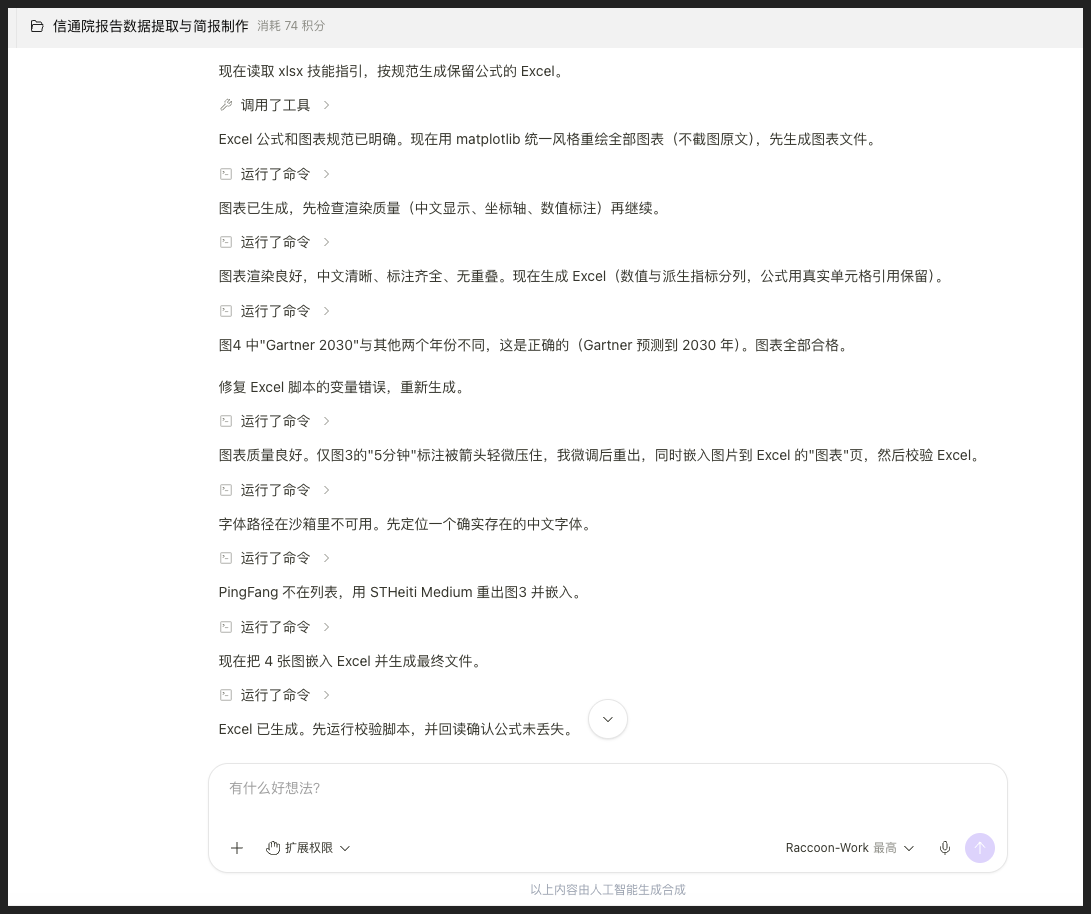 信通院报告数据提取与简报制作 消耗 74 积分
现在读取 xlsx 技能指引，按规范生成保留公式的 Excel。
调用了工具
Excel 公式和图表规范已明确。现在用 matplotlib 统一风格重绘全部图表（不截图原文），先生成图表文件。
运行了命令
图表已生成，先检查渲染质量（中文显示、坐标轴、数值标注）再继续。
运行了命令
图表渲染良好，中文清晰、标注齐全、无重叠。现在生成 Excel（数值与派生指标分列，公式用真实单元格引用保留）。
运行了命令
图4 中"Gartner 2030"与其他两个年份不同，这是正确的（Gartner 预测到 2030 年）。图表全部合格。
修复 Excel 脚本的变量错误，重新生成。
运行了命令
图表质量良好。仅图3的"5分钟"标注被箭头轻微压住，我微调后重出，同时嵌入图片到 Excel 的"图表"页，然后校验 Excel。
运行了命令
字体路径在沙箱里不可用。先定位一个确实存在的中文字体。
运行了命令
PingFang 不在列表，用 STHeiti Medium 重出图3 并嵌入。
运行了命令
现在把 4 张图嵌入 Excel 并生成最终文件。
运行了命令
Excel 已生成。先运行校验脚本，并回读确认公式未丢失。
有什么好想法?
扩展权限 Raccoon-Work 最高
以上内容由人工智能生成合成